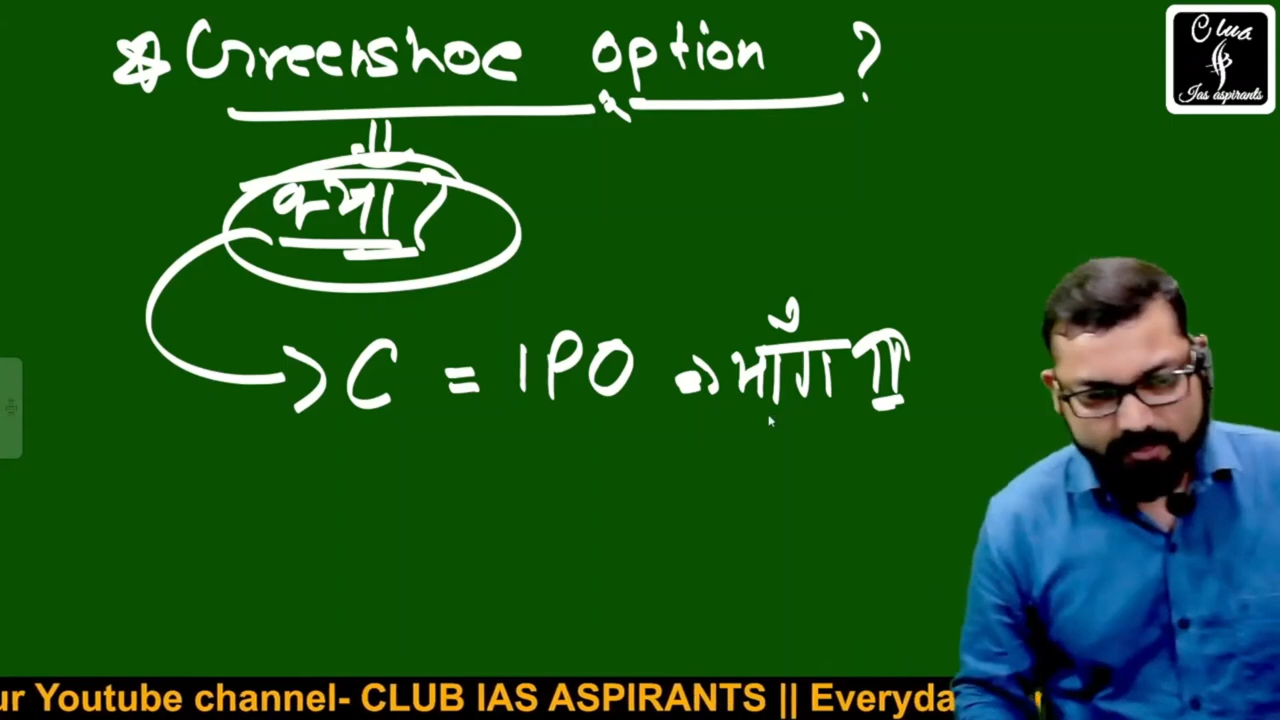 * Greenshoe option ?
क्या?
C = IPO => माँग ⇈
Club
Ias aspirants
ur Youtube channel- CLUB IAS ASPIRANTS || Everyda